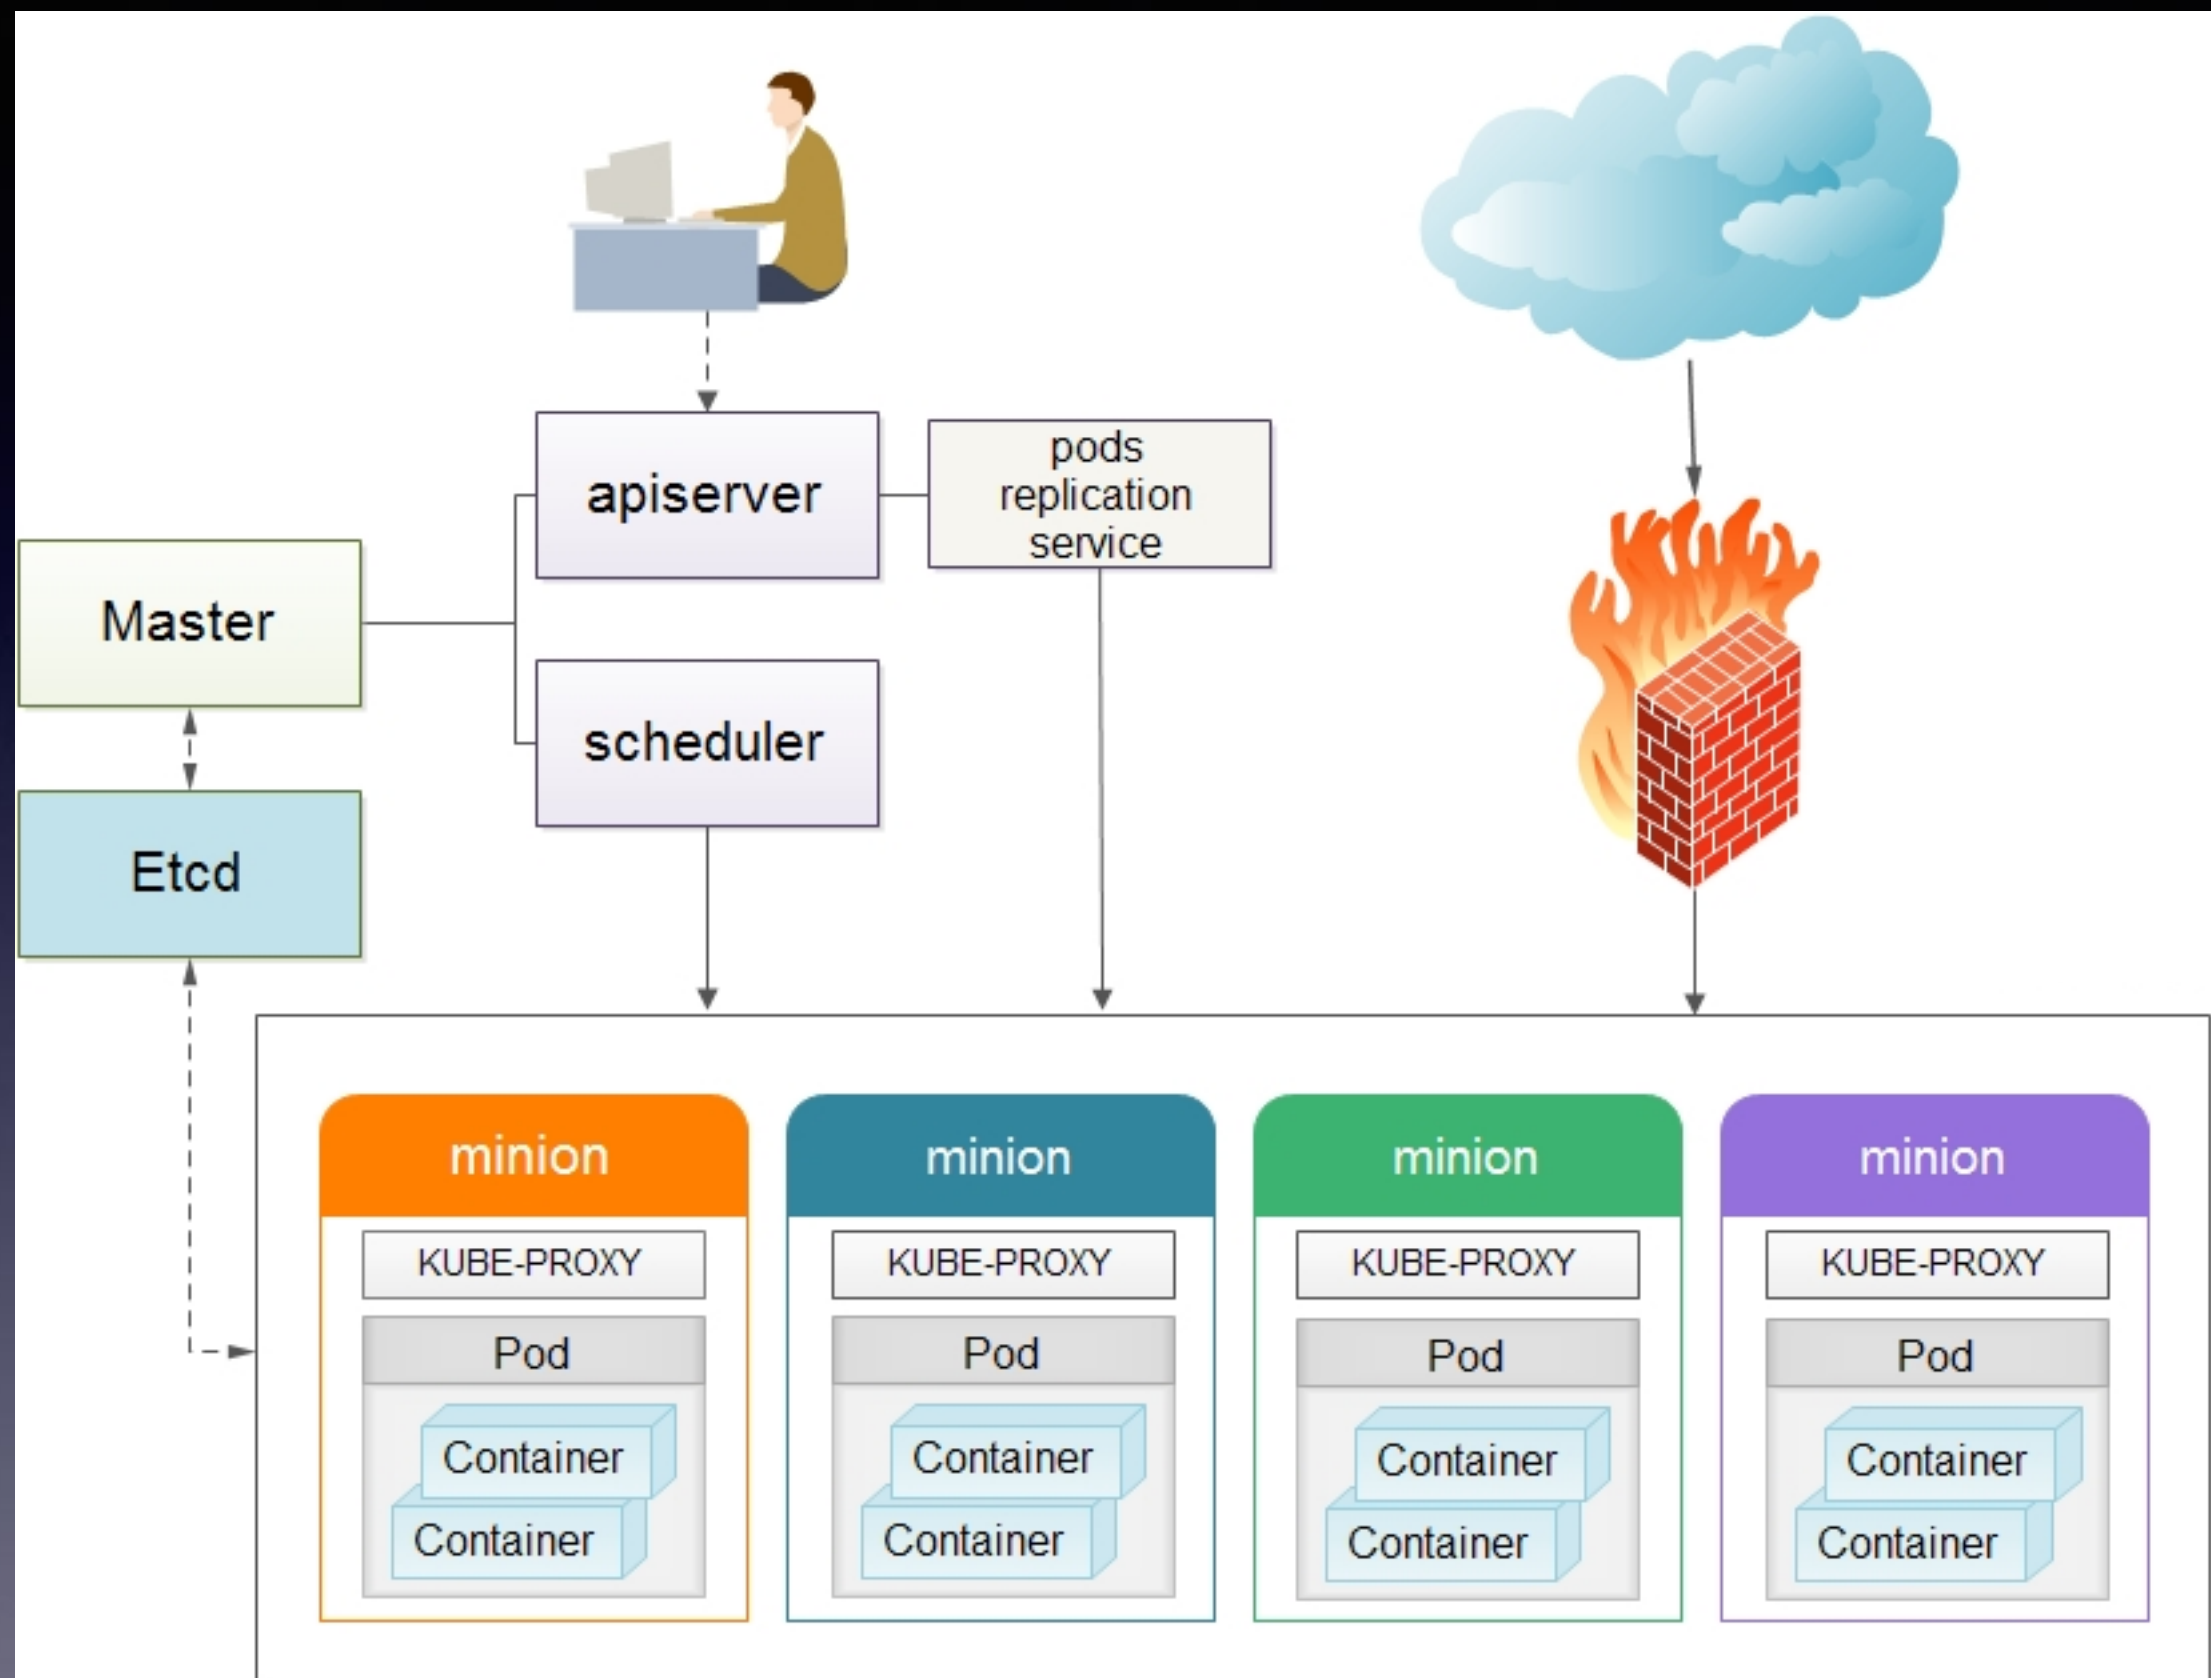 apiserver
pods
replication
service
Master
scheduler
Etcd
minion
KUBE-PROXY
Pod
Container
Container
minion
KUBE-PROXY
Pod
Container
Container
minion
KUBE-PROXY
Pod
Container
Container
minion
KUBE-PROXY
Pod
Container
Container